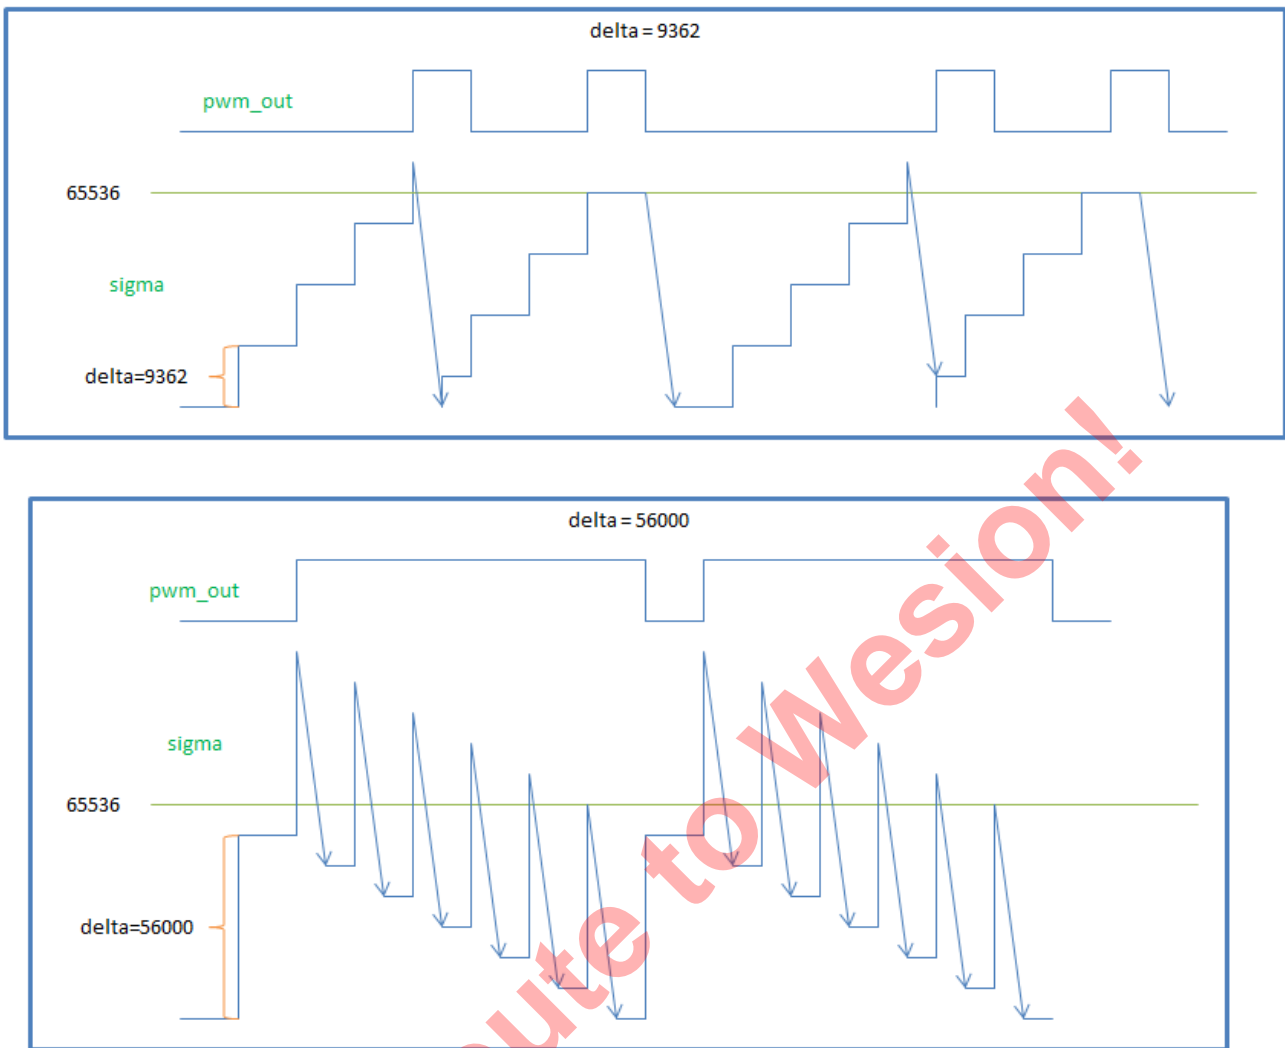 delta = 9362
pwm_out
65536
sigma
delta=9362
delta = 56000
pwm_out
sigma
65536
delta=56000
ute to Wesion!